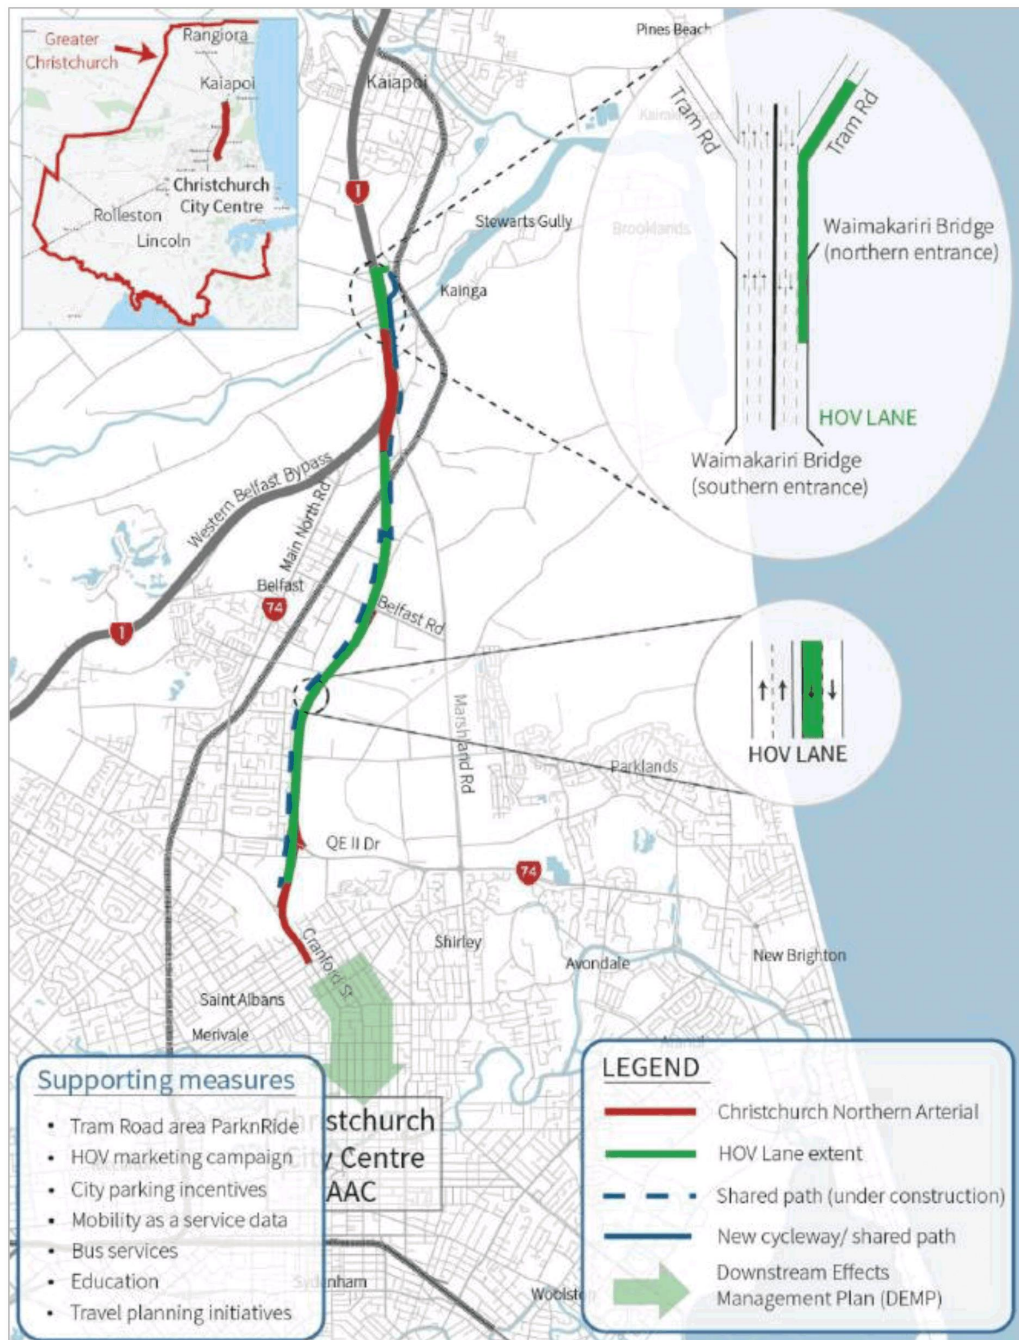 Greater
Christchurch
Rangiora
Kaiapoi
Christchurch
City Centre
Rolleston
Lincoln
Pines Beach
Kaiapoi
1
Tram Rd
Tram Rd
Stewarts Gully
Brooklands
Waimakariri Bridge
(northern entrance)
Kainga
HOV LANE
Waimakariri Bridge
(southern entrance)
Western Belfast Bypass
Main North Rd
Belfast
74
Belfast Rd
1
Marshland Rd
HOV LANE
Parklands
QE II Dr
74
Cranford St
Shirley
Avondale
New Brighton
Saint Albans
Merivale
Supporting measures
• Tram Road area ParknRide
• HOV marketing campaign
• City parking incentives
• Mobility as a service data
• Bus services
• Education
• Travel planning initiatives
stchurch
Centre
AAC
Sydenham
Woolston
LEGEND
Christchurch Northern Arterial
HOV Lane extent
Shared path (under construction)
New cycleway/ shared path
Downstream Effects
Management Plan (DEMP)